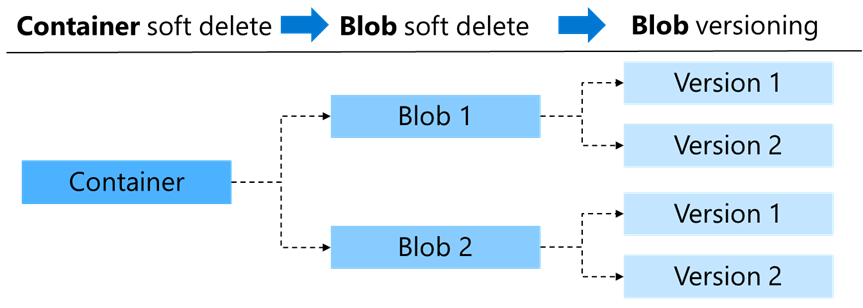 Container soft delete
Blob soft delete
Blob versioning
Container
Blob 1
Version 1
Version 2
Blob 2
Version 1
Version 2